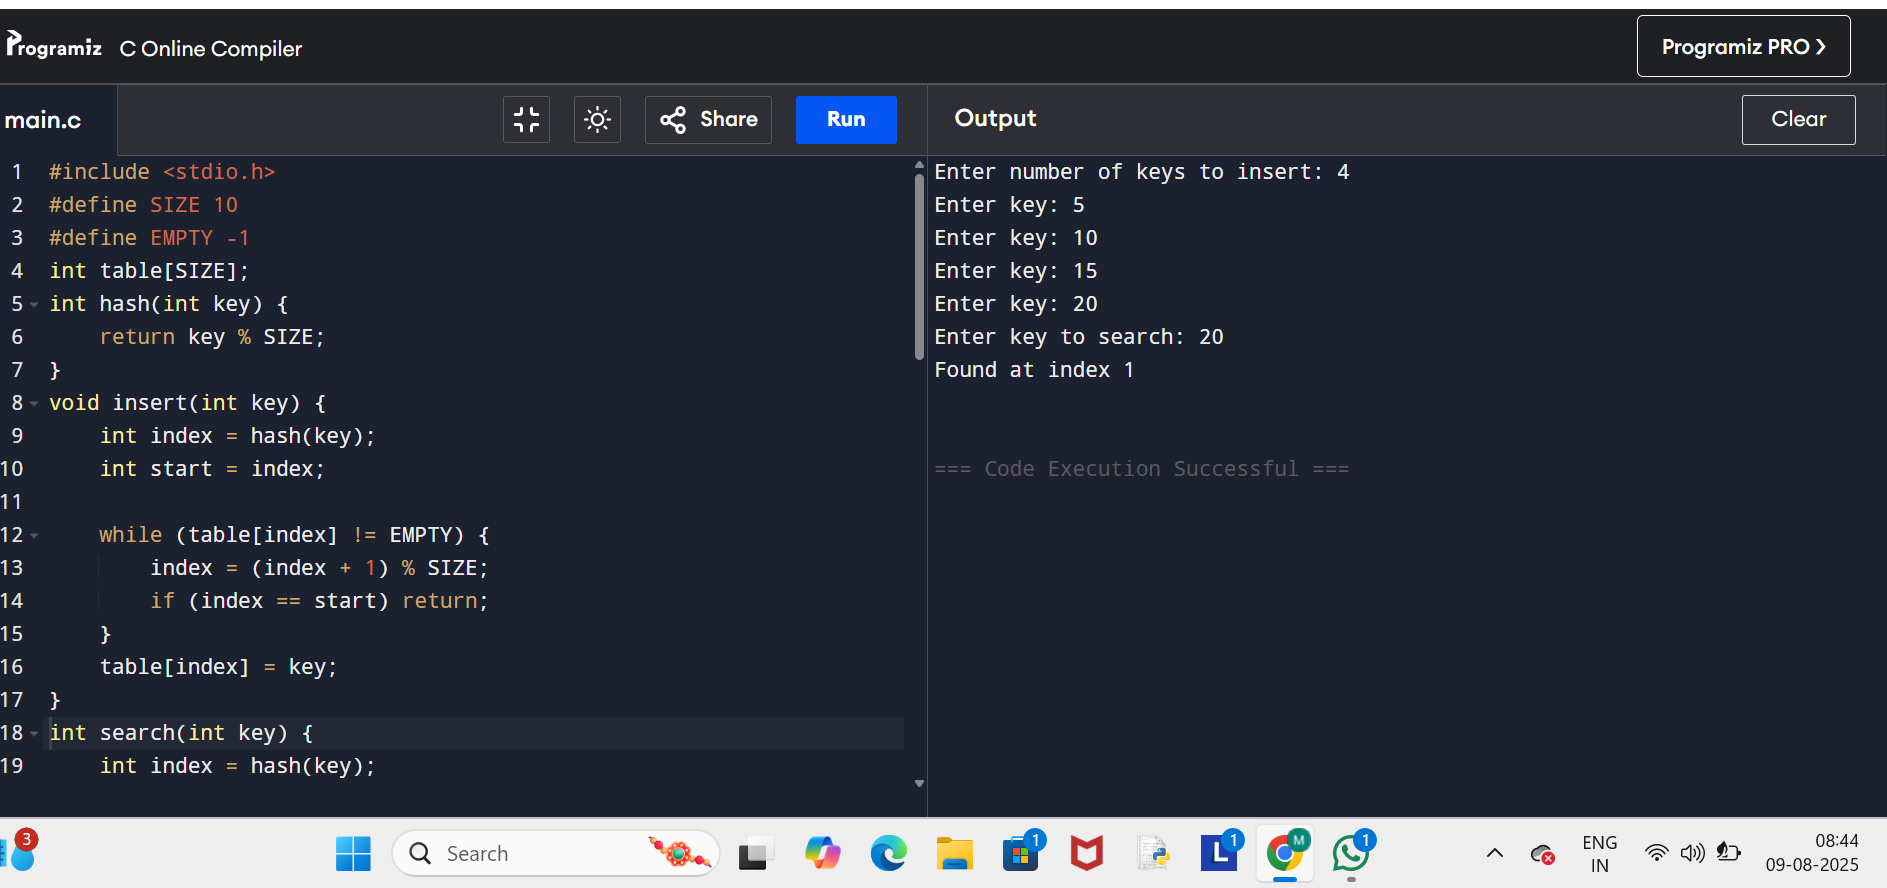 Programiz C Online Compiler
Programiz PRO >
main.c
Share
Run
Output
Clear
1 #include <stdio.h>
2 #define SIZE 10
3 #define EMPTY -1
4 int table[SIZE];
5 int hash(int key) {
6     return key % SIZE;
7 }
8 void insert(int key) {
9     int index = hash(key);
10     int start = index;
11
12     while (table[index] != EMPTY) {
13         index = (index + 1) % SIZE;
14         if (index == start) return;
15     }
16     table[index] = key;
17 }
18 int search(int key) {
19     int index = hash(key);
Enter number of keys to insert: 4
Enter key: 5
Enter key: 10
Enter key: 15
Enter key: 20
Enter key to search: 20
Found at index 1
=== Code Execution Successful ===
3
Search
1
L 1
M
1
ENG
IN
08:44
09-08-2025